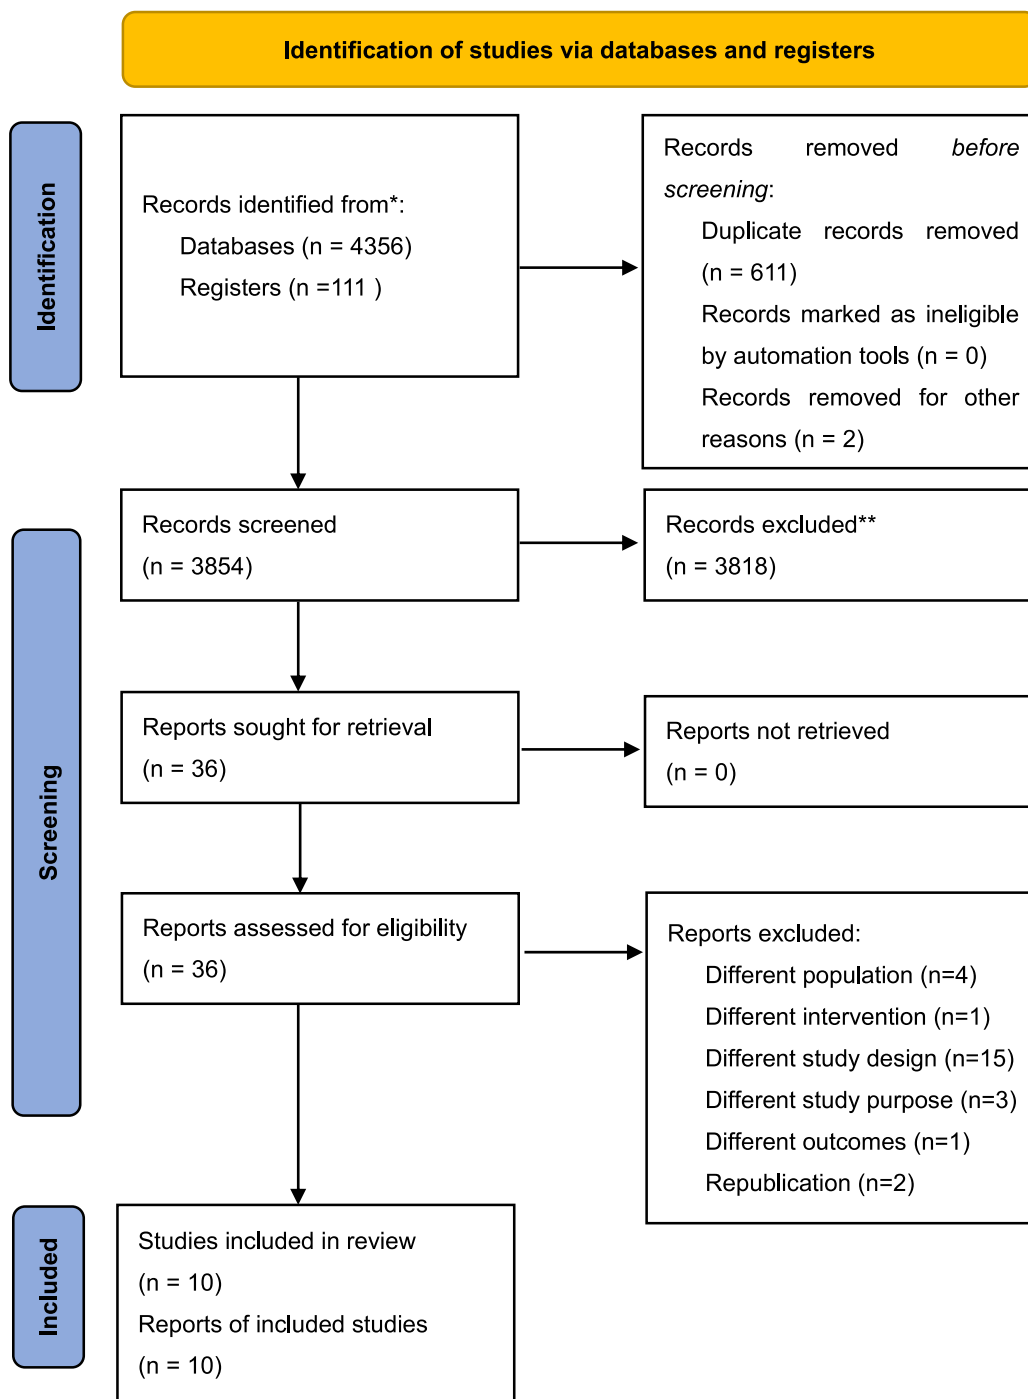 Identification of studies via databases and registers
Identification
Records identified from*:
Databases (n = 4356)
Registers (n =111 )
Records removed before
screening:
Duplicate records removed
(n = 611)
Records marked as ineligible
by automation tools (n = 0)
Records removed for other
reasons (n = 2)
Screening
Records screened
(n = 3854)
Records excluded**
(n = 3818)
Reports sought for retrieval
(n = 36)
Reports not retrieved
(n = 0)
Reports assessed for eligibility
(n = 36)
Reports excluded:
Different population (n=4)
Different intervention (n=1)
Different study design (n=15)
Different study purpose (n=3)
Different outcomes (n=1)
Republication (n=2)
Included
Studies included in review
(n = 10)
Reports of included studies
(n = 10)